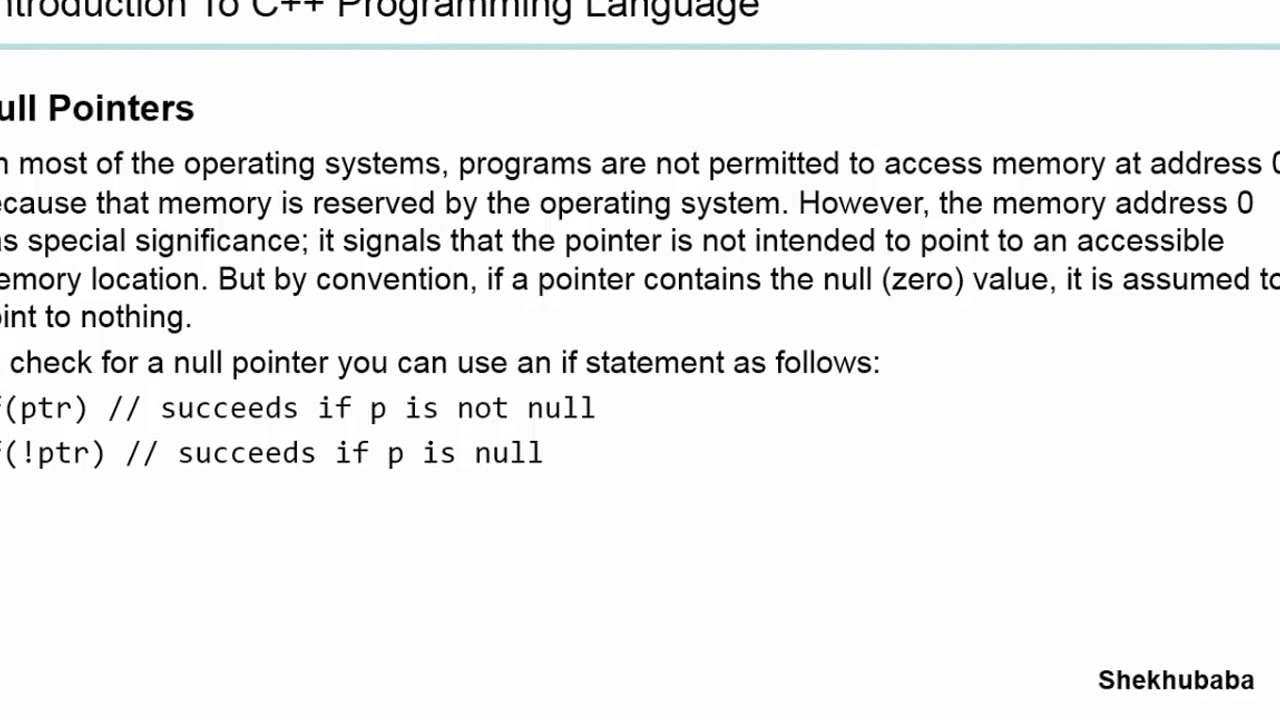 ntroduction To C++ Programming Language
ull Pointers
n most of the operating systems, programs are not permitted to access memory at address 0
ecause that memory is reserved by the operating system. However, the memory address 0
as special significance; it signals that the pointer is not intended to point to an accessible
emory location. But by convention, if a pointer contains the null (zero) value, it is assumed to
oint to nothing.
check for a null pointer you can use an if statement as follows:
f(ptr) // succeeds if p is not null
f(!ptr) // succeeds if p is null
Shekhubaba